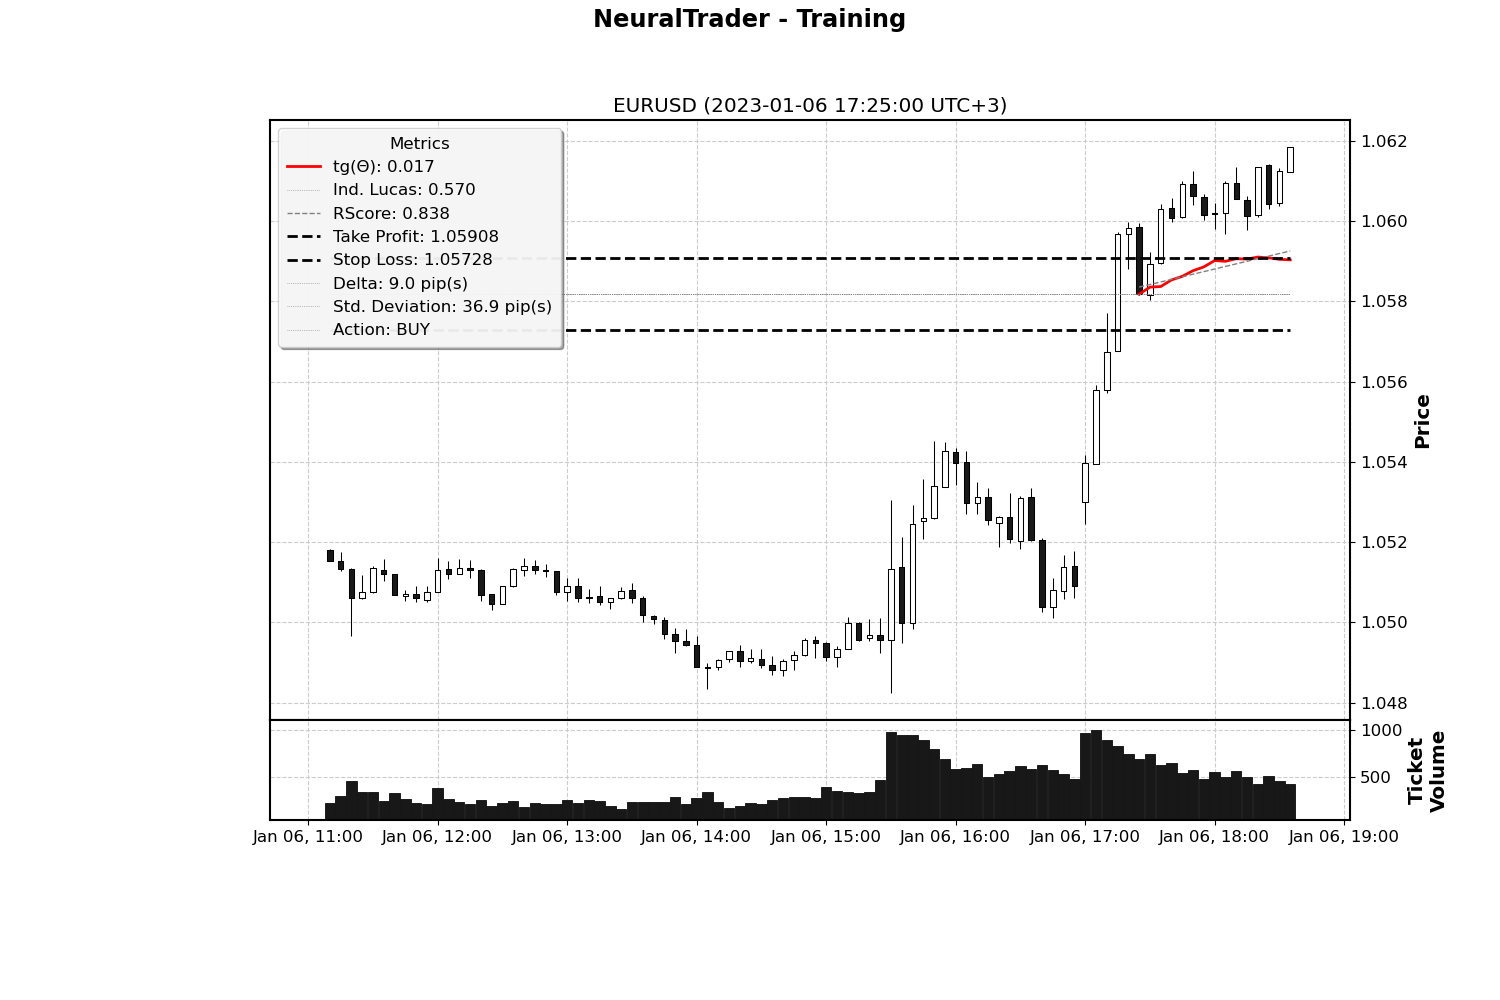 NeuralTrader - Training
EURUSD (2023-01-06 17:25:00 UTC+3)
Metrics
tg(Θ): 0.017
Ind. Lucas: 0.570
RScore: 0.838
Take Profit: 1.05908
Stop Loss: 1.05728
Delta: 9.0 pip(s)
Std. Deviation: 36.9 pip(s)
Action: BUY
1.062
1.060
1.058
1.056
1.054
1.052
1.050
1.048
Price
1000
500
Ticket
Volume
Jan 06, 11:00 Jan 06, 12:00 Jan 06, 13:00 Jan 06, 14:00 Jan 06, 15:00 Jan 06, 16:00 Jan 06, 17:00 Jan 06, 18:00 Jan 06, 19:00